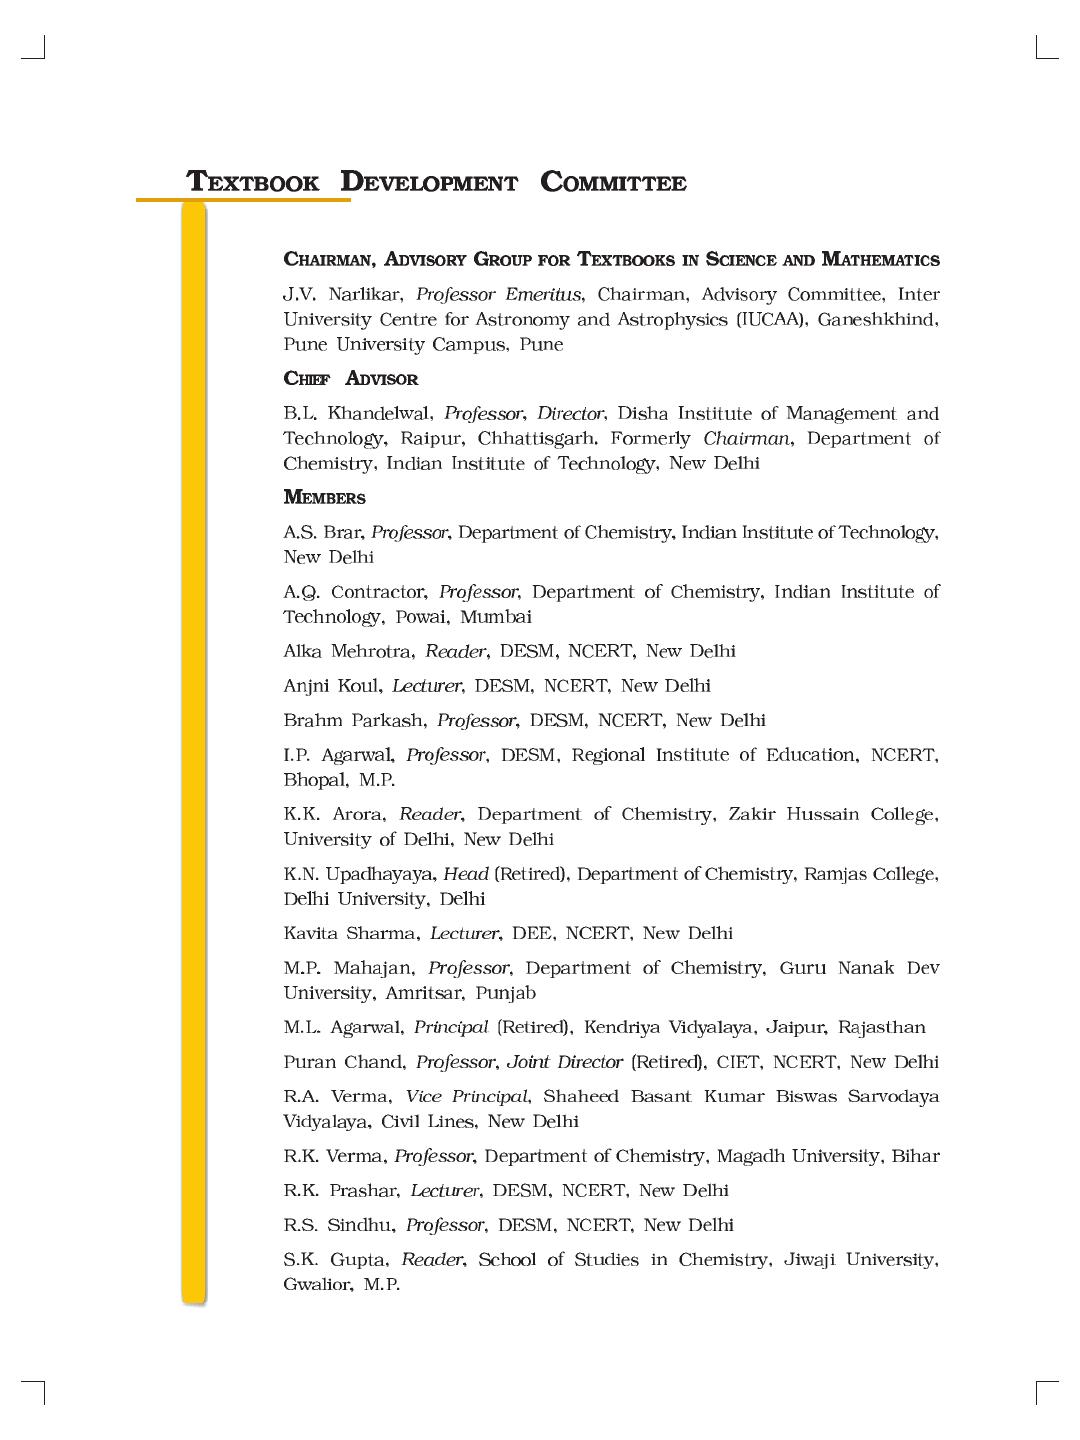 TEXTBOOK DEVELOPMENT COMMITTEE
CHAIRMAN, ADVISORY GROUP FOR TEXTBOOKS IN SCIENCE AND MATHEMATICS
J.V. Narlikar, Professor Emeritus, Chairman, Advisory Committee, Inter
University Centre for Astronomy and Astrophysics (IUCAA), Ganeshkhind,
Pune University Campus, Pune
CHIEF ADVISOR
B.L. Khandelwal, Professor, Director, Disha Institute of Management and
Technology, Raipur, Chhattisgarh. Formerly Chairman, Department of
Chemistry, Indian Institute of Technology, New Delhi
MEMBERS
A.S. Brar, Professor, Department of Chemistry, Indian Institute of Technology,
New Delhi
A.Q. Contractor, Professor, Department of Chemistry, Indian Institute of
Technology, Powai, Mumbai
Alka Mehrotra, Reader, DESM, NCERT, New Delhi
Anjni Koul, Lecturer, DESM, NCERT, New Delhi
Brahm Parkash, Professor, DESM, NCERT, New Delhi
I.P. Agarwal, Professor, DESM, Regional Institute of Education, NCERT,
Bhopal, M.P.
K.K. Arora, Reader, Department of Chemistry, Zakir Hussain College,
University of Delhi, New Delhi
K.N. Upadhayaya, Head (Retired), Department of Chemistry, Ramjas College,
Delhi University, Delhi
Kavita Sharma, Lecturer, DEE, NCERT, New Delhi
M.P. Mahajan, Professor, Department of Chemistry, Guru Nanak Dev
University, Amritsar, Punjab
M.L. Agarwal, Principal (Retired), Kendriya Vidyalaya, Jaipur, Rajasthan
Puran Chand, Professor, Joint Director (Retired), CIET, NCERT, New Delhi
R.A. Verma, Vice Principal, Shaheed Basant Kumar Biswas Sarvodaya
Vidyalaya, Civil Lines, New Delhi
R.K. Verma, Professor, Department of Chemistry, Magadh University, Bihar
R.K. Prashar, Lecturer, DESM, NCERT, New Delhi
R.S. Sindhu, Professor, DESM, NCERT, New Delhi
S.K. Gupta, Reader, School of Studies in Chemistry, Jiwaji University,
Gwalior, M.P.